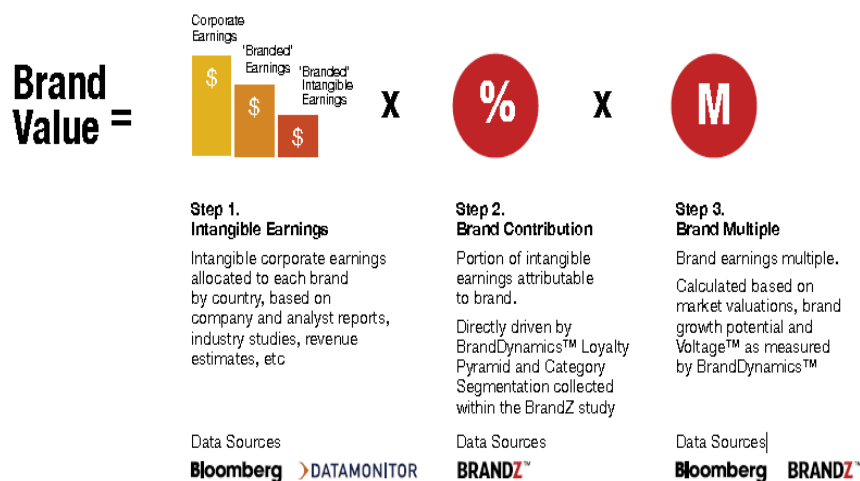 Brand
Value =
Corporate
Earnings
$
'Branded'
Earnings
$
'Branded'
Intangible
Earnings
$
X
%
X
M
Step 1.
Intangible Earnings
Intangible corporate earnings
allocated to each brand
by country, based on
company and analyst reports,
industry studies, revenue
estimates, etc
Data Sources
Bloomberg DATAMONITOR
Step 2.
Brand Contribution
Portion of intangible
earnings attributable
to brand.
Directly driven by
BrandDynamics™ Loyalty
Pyramid and Category
Segmentation collected
within the BrandZ study
Data Sources
BRANDZ™
Step 3.
Brand Multiple
Brand earnings multiple.
Calculated based on
market valuations, brand
growth potential and
Voltage™ as measured
by BrandDynamics™
Data Sources
Bloomberg BRANDZ™